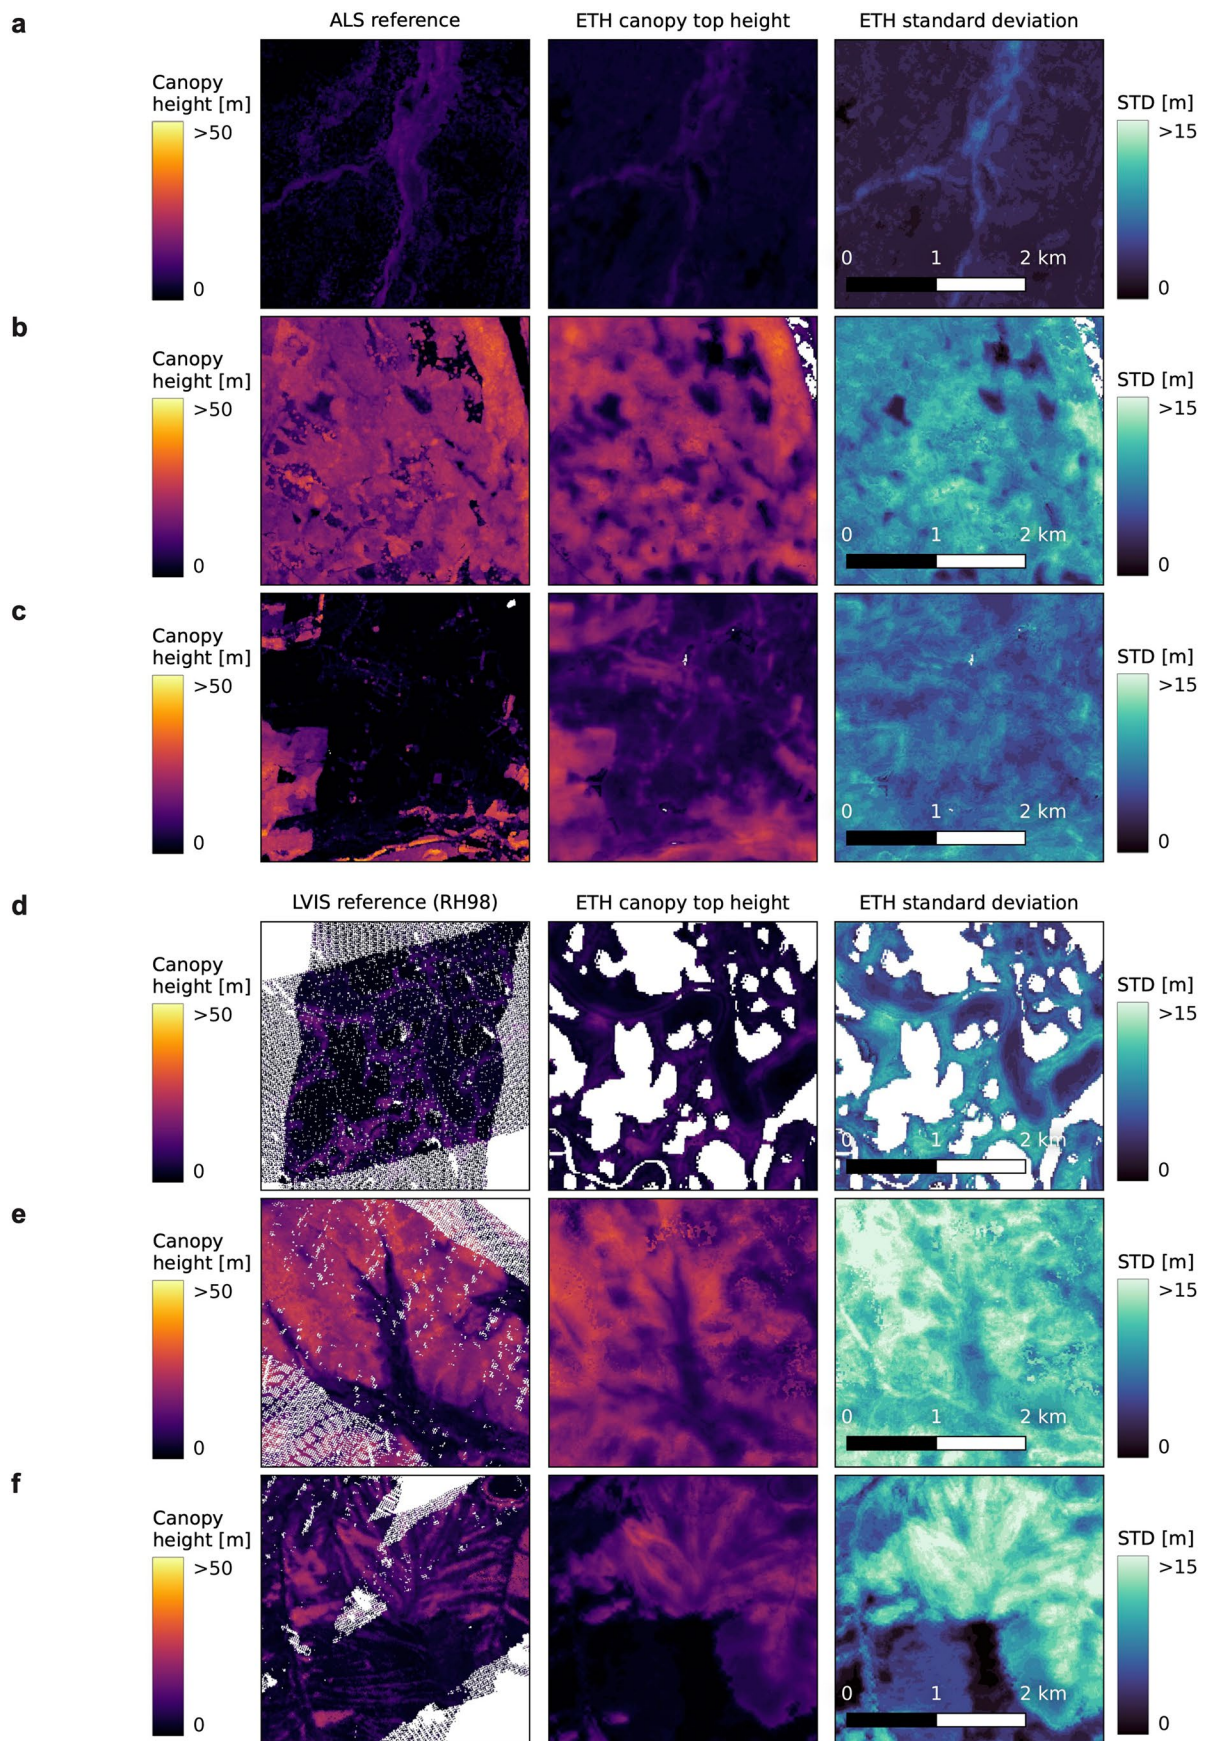 a
ALS reference
ETH canopy top height
ETH standard deviation
Canopy
height [m]
>50
0
0
1
2 km
STD [m]
>15
0
b
Canopy
height [m]
>50
0
0
1
2 km
STD [m]
>15
0
c
Canopy
height [m]
>50
0
0
1
2 km
STD [m]
>15
0
d
LVIS reference (RH98)
ETH canopy top height
ETH standard deviation
Canopy
height [m]
>50
0
0
1
2 km
STD [m]
>15
0
e
Canopy
height [m]
>50
0
0
1
2 km
STD [m]
>15
0
f
Canopy
height [m]
>50
0
0
1
2 km
STD [m]
>15
0